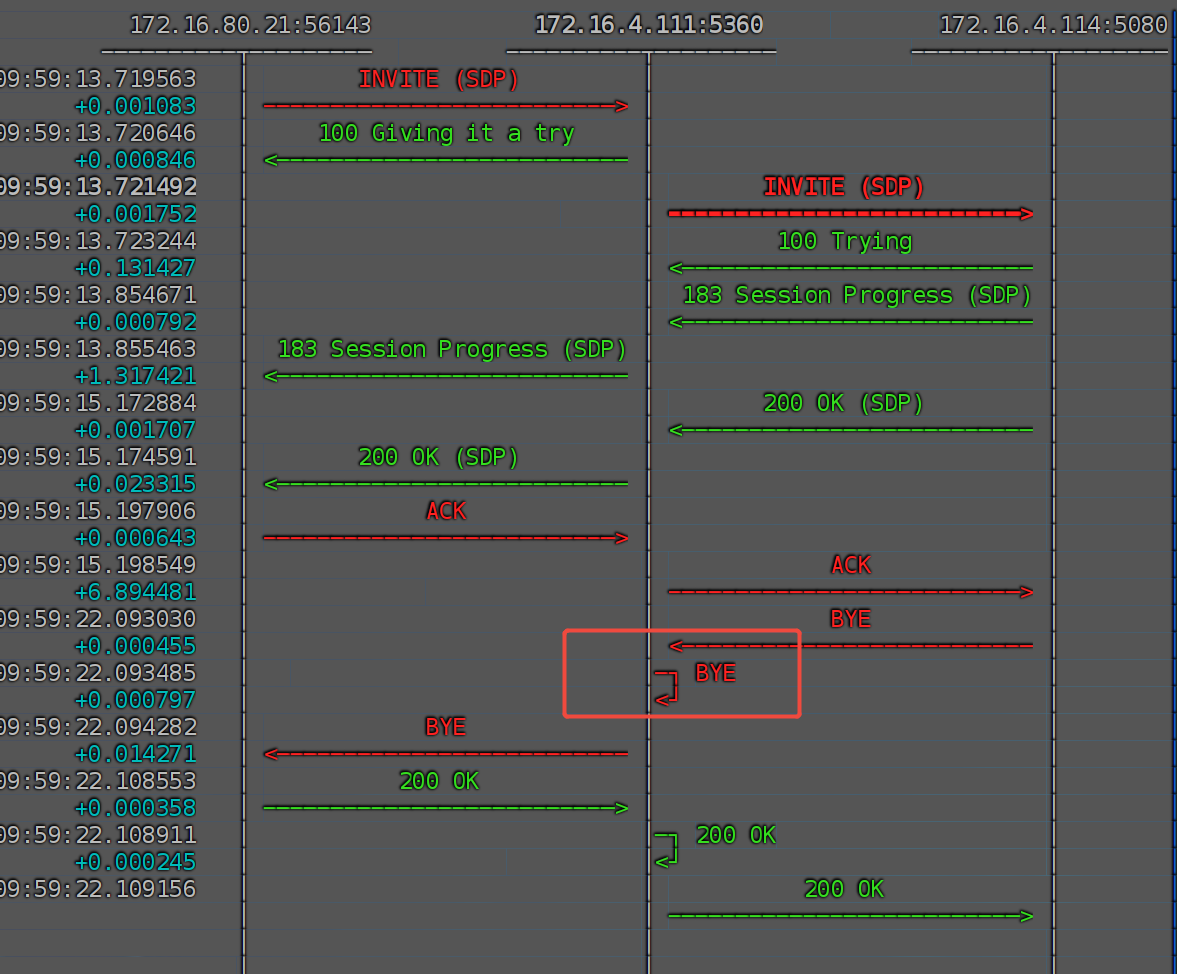 172.16.80.21:56143 172.16.4.111:5360 172.16.4.114:5080
09:59:13.719563 INVITE (SDP)
+0.001083
09:59:13.720646 100 Giving it a try
+0.000846
09:59:13.721492 INVITE (SDP)
+0.001752
09:59:13.723244 100 Trying
+0.131427
09:59:13.854671 183 Session Progress (SDP)
+0.000792
09:59:13.855463 183 Session Progress (SDP)
+1.317421
09:59:15.172884 200 OK (SDP)
+0.001707
09:59:15.174591 200 OK (SDP)
+0.023315
09:59:15.197906 ACK
+0.000643
09:59:15.198549 ACK
+6.894481
09:59:22.093030 BYE
+0.000455
09:59:22.093485 BYE
+0.000797
09:59:22.094282 BYE
+0.014271
09:59:22.108553 200 OK
+0.000358
09:59:22.108911 200 OK
+0.000245
09:59:22.109156 200 OK